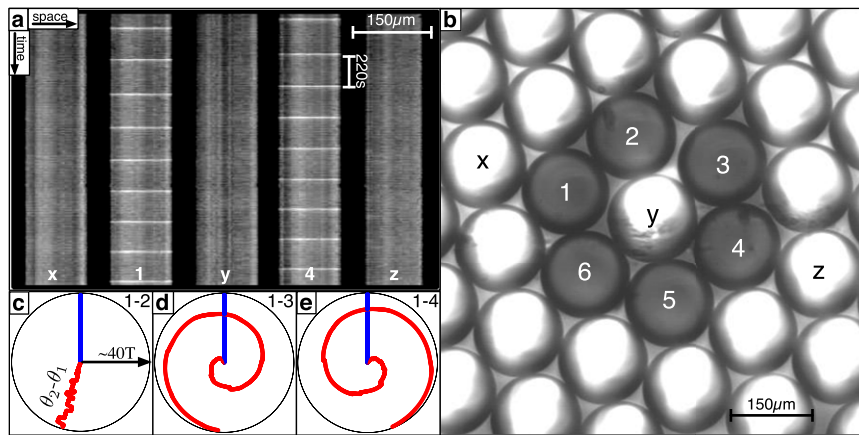 a
space
time
150µm
220s
x
1
y
4
z
b
2
3
x
1
y
4
z
6
5
150µm
c
1-2
~40T
θ2-θ1
d
1-3
e
1-4